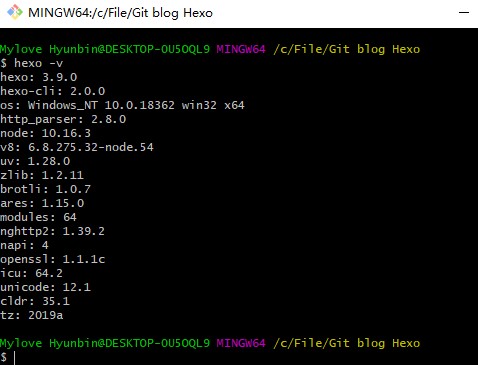 MINGW64:/c/File/Git blog Hexo
Mylove Hyunbin@DESKTOP-OU5OQL9 MINGW64 /c/File/Git blog Hexo
$ hexo -v
hexo: 3.9.0
hexo-cli: 2.0.0
os: Windows_NT 10.0.18362 win32 x64
http_parser: 2.8.0
node: 10.16.3
v8: 6.8.275.32-node.54
uv: 1.28.0
zlib: 1.2.11
brotli: 1.0.7
ares: 1.15.0
modules: 64
nghttp2: 1.39.2
napi: 4
openssl: 1.1.1c
icu: 64.2
unicode: 12.1
cldr: 35.1
tz: 2019a
Mylove Hyunbin@DESKTOP-OU5OQL9 MINGW64 /c/File/Git blog Hexo
$